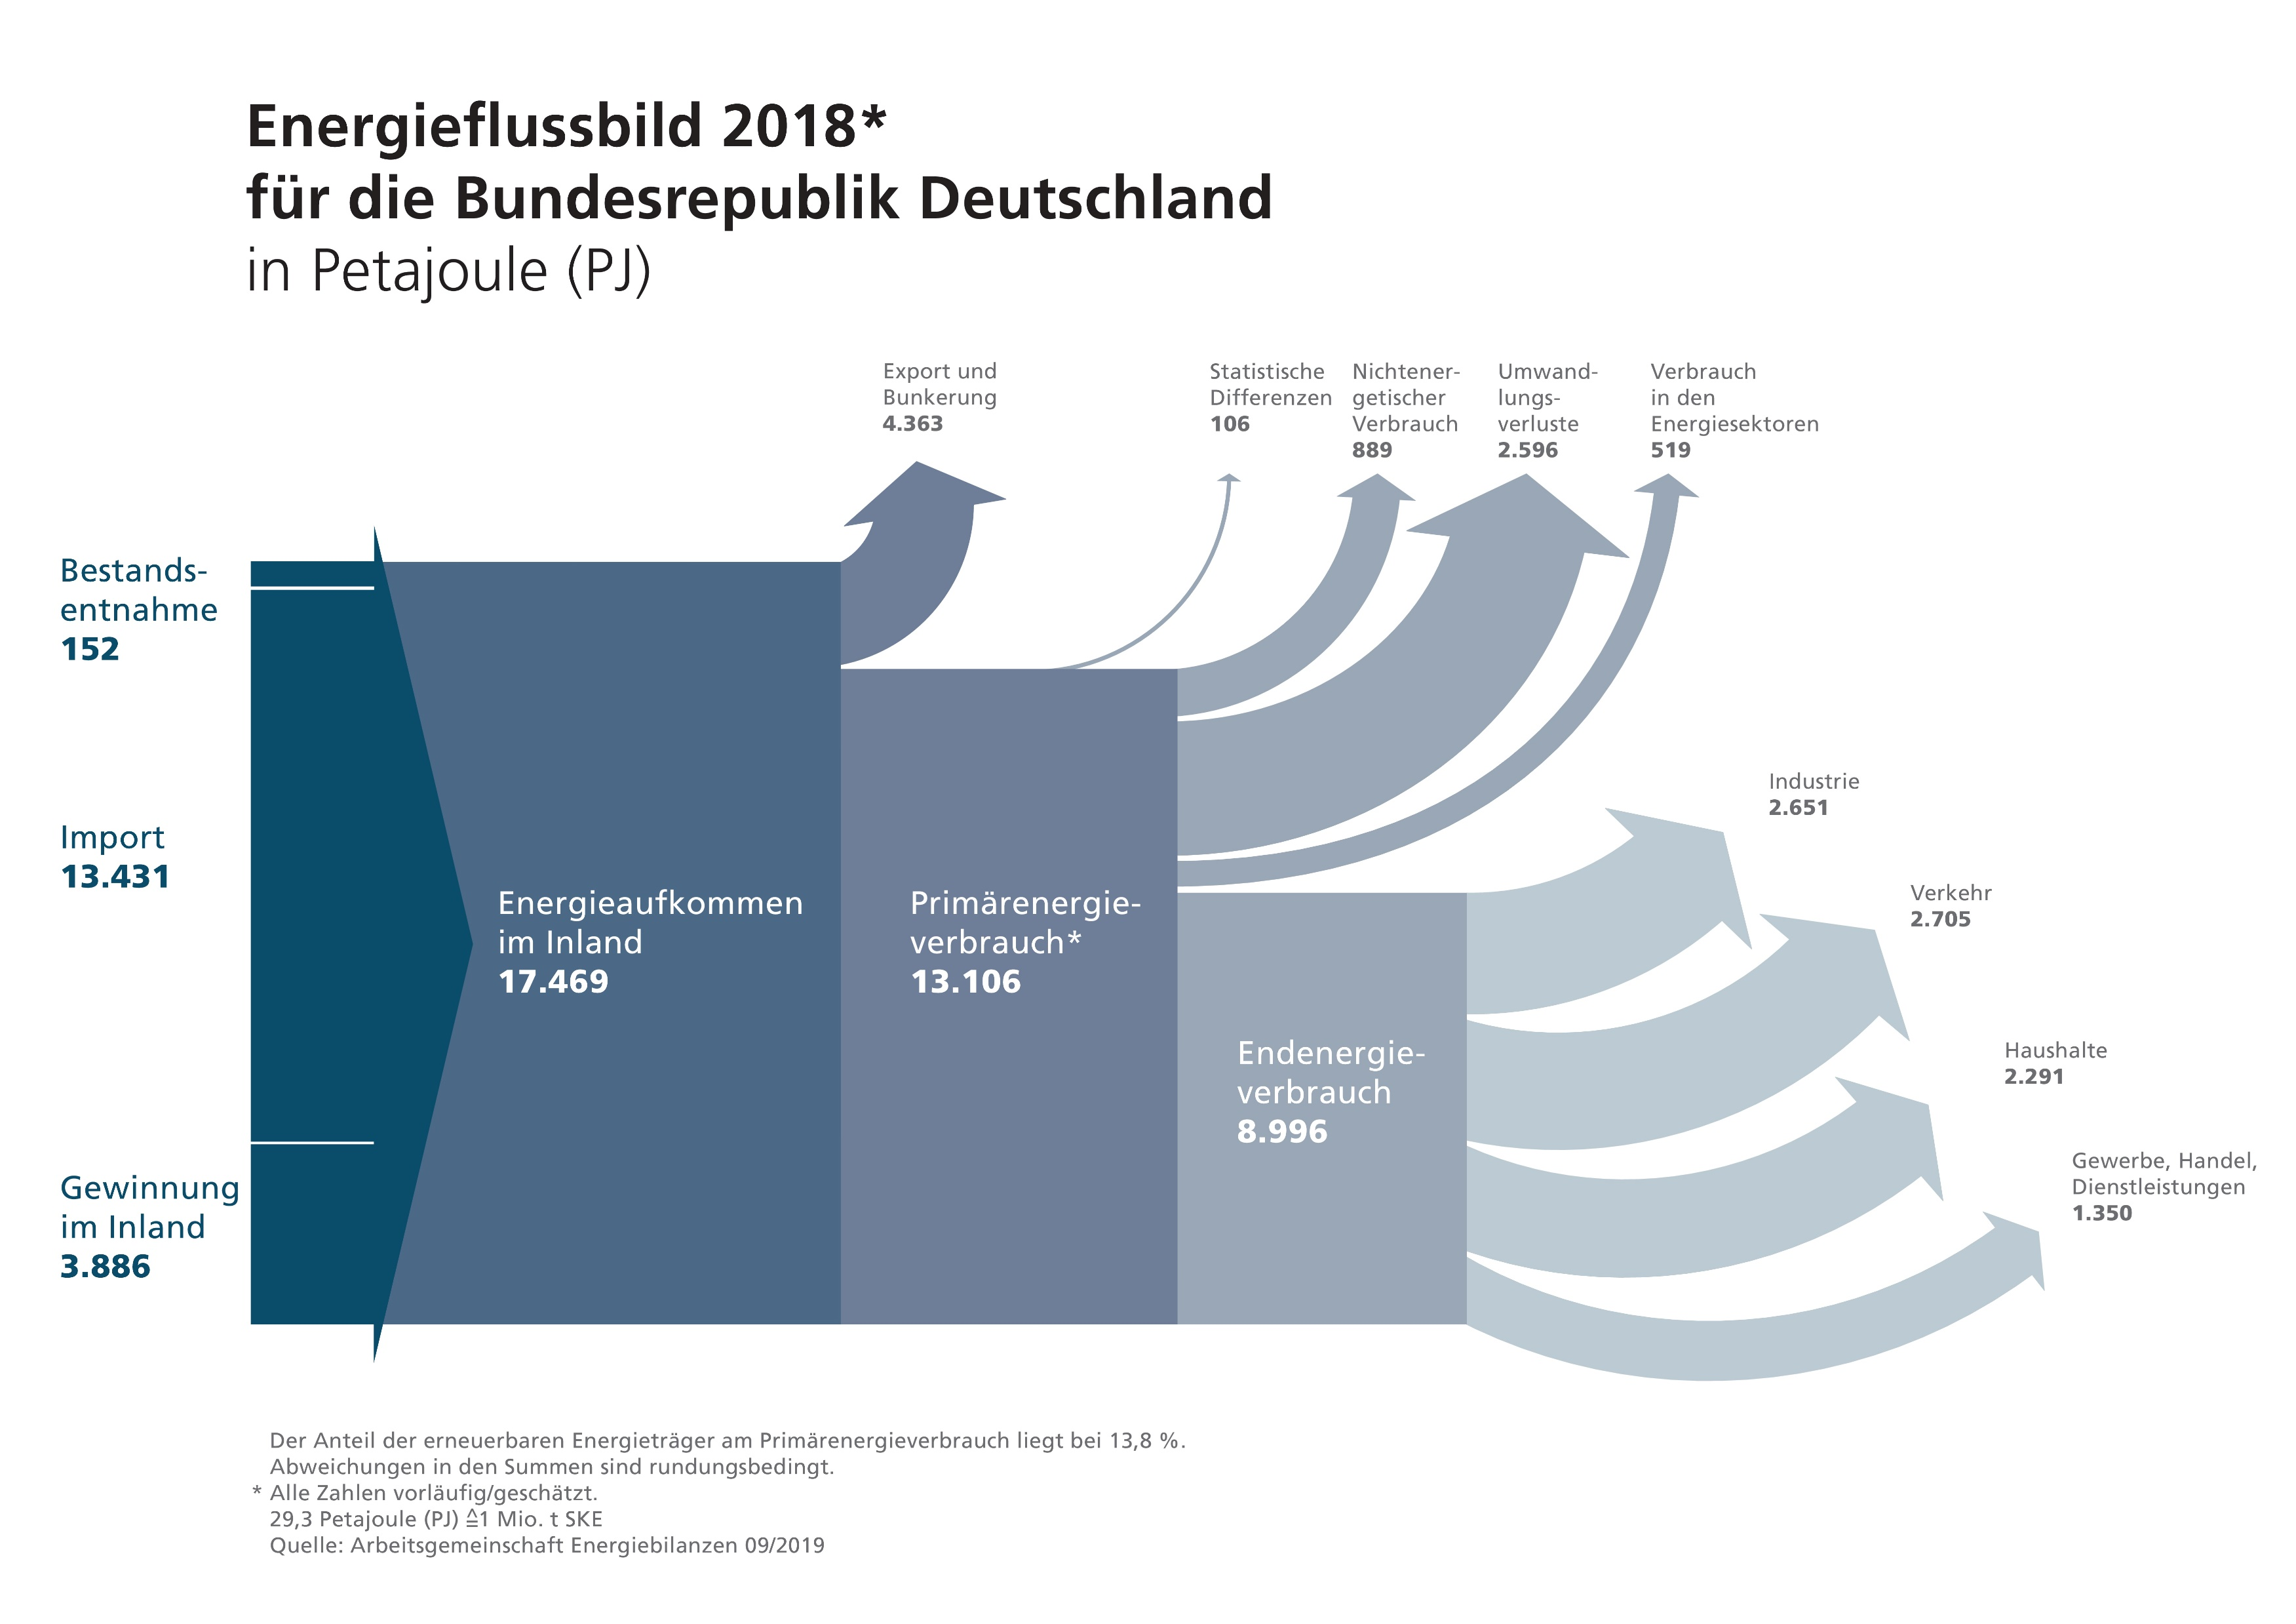 Energieflussbild 2018*
für die Bundesrepublik Deutschland
in Petajoule (PJ)
Export und
Bunkerung
4.363
Statistische
Differenzen
106
Nichtener-
getischer
Verbrauch
889
Umwand-
lungs-
verluste
2.596
Verbrauch
in den
Energiesektoren
519
Bestands-
entnahme
152
Import
13.431
Gewinnung
im Inland
3.886
Energieaufkommen
im Inland
17.469
Primärenergie-
verbrauch*
13.106
Endenergie-
verbrauch
8.996
Industrie
2.651
Verkehr
2.705
Haushalte
2.291
Gewerbe, Handel,
Dienstleistungen
1.350
Der Anteil der erneuerbaren Energieträger am Primärenergieverbrauch liegt bei 13,8 %.
Abweichungen in den Summen sind rundungsbedingt.
* Alle Zahlen vorläufig/geschätzt.
29,3 Petajoule (PJ) ≙1 Mio. t SKE
Quelle: Arbeitsgemeinschaft Energiebilanzen 09/2019